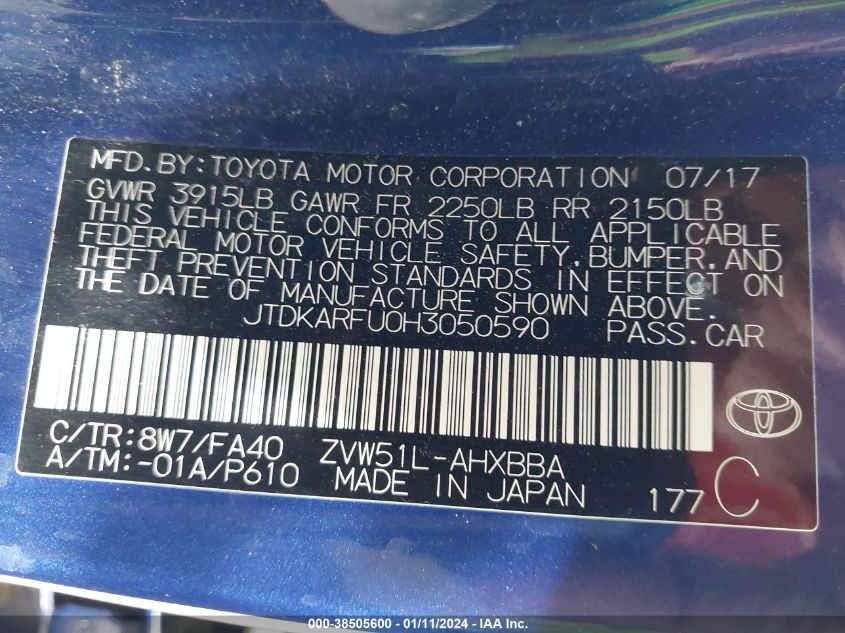 MFD.BY:TOYOTA MOTOR CORPORATION 07/17
GVWR 3915LB GAWR FR 2250LB RR 2150LB
THIS VEHICLE CONFORMS TO ALL APPLICABLE
FEDERAL MOTOR VEHICLE SAFETY,BUMPER,AND
THEFT PREVENTION STANDARDS IN EFFECT ON
THE DATE OF MANUFACTURE SHOWN ABOVE.
JTDKARFU0H3050590 PASS.CAR
C/TR:8W7/FA40 ZVW51L-AHXBBA
A/TM:-01A/P610 MADE IN JAPAN 177 C
000-38505600 - 01/11/2024 - IAA Inc.